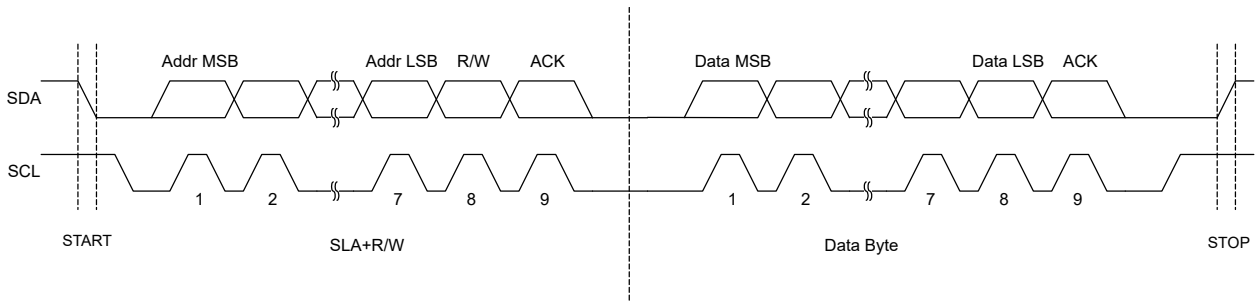 Addr MSB Addr LSB R/W ACK Data MSB Data LSB ACK
SDA
SCL
1 2 7 8 9 1 2 7 8 9
START SLA+R/W Data Byte STOP